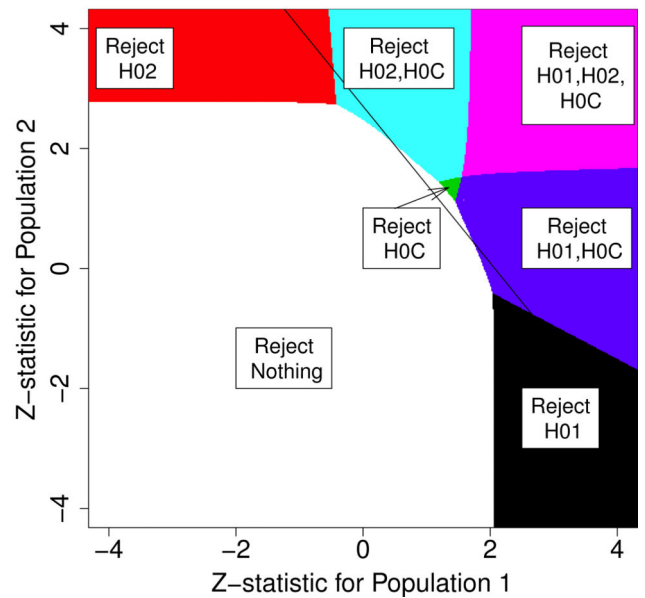 Reject
H02
Reject
H02,H0C
Reject
H01,H02,
H0C
Reject
H0C
Reject
H01,H0C
Reject
Nothing
Reject
H01
4
2
0
−2
−4
Z−statistic for Population 2
−4
−2
0
2
4
Z−statistic for Population 1